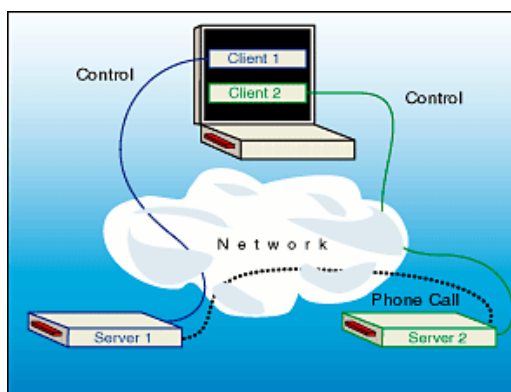 Client 1
Control
Client 2
Control
Network
Phone Call
Server 1
Server 2